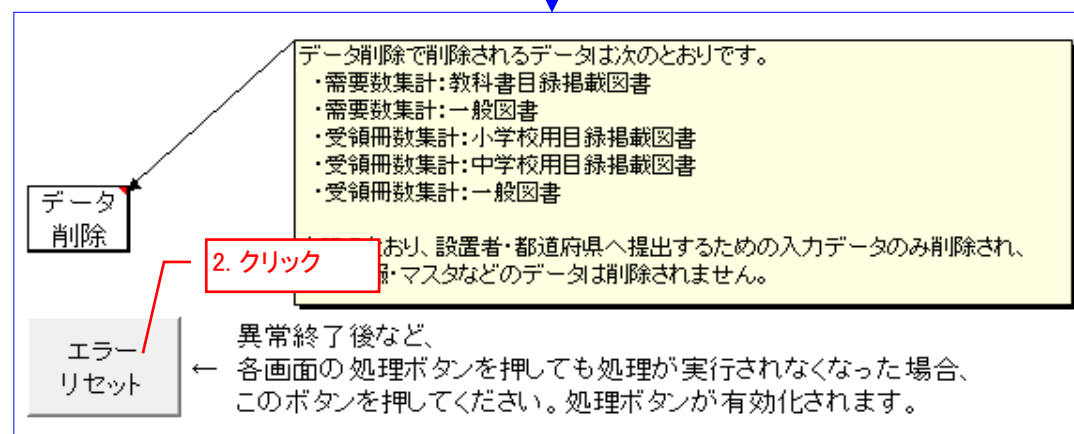 データ削除で削除されるデータは次のとおりです。
・需要数集計:教科書目録掲載図書
・需要数集計:一般図書
・受領冊数集計:小学校用目録掲載図書
・受領冊数集計:中学校用目録掲載図書
・受領冊数集計:一般図書
データ
削除
おり、設置者・都道府県へ提出するための入力データのみ削除され、
2. クリック
・マスタなどのデータは削除されません。
エラー
リセット
異常終了後など、
← 各画面の処理ボタンを押しても処理が実行されなくなった場合、
このボタンを押してください。処理ボタンが有効化されます。